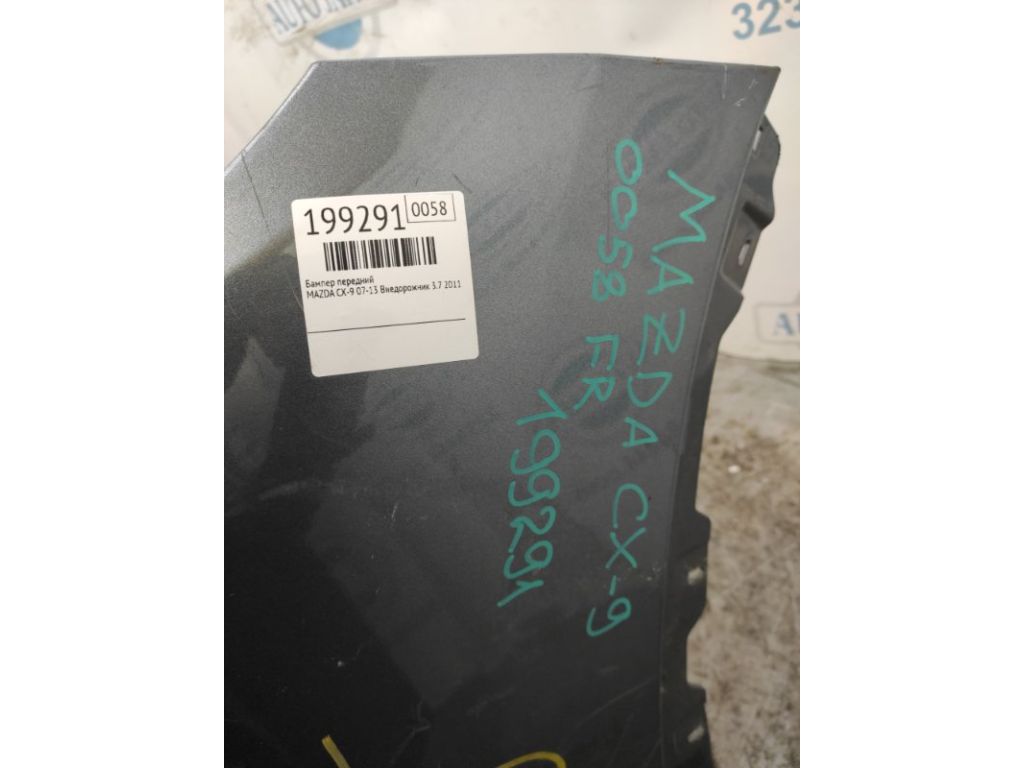 323
199291 0058
Бампер передний
MAZDA CX-9 07-13 Внедорожник 3.7 2011
MAZDA CX-9
0058 FR
199291